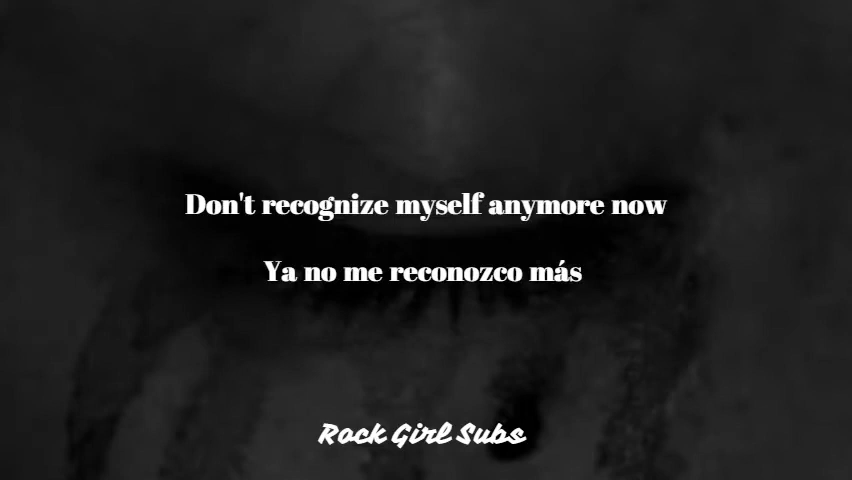 Don't recognize myself anymore now
Ya no me reconozco más
Rock Girl Subs